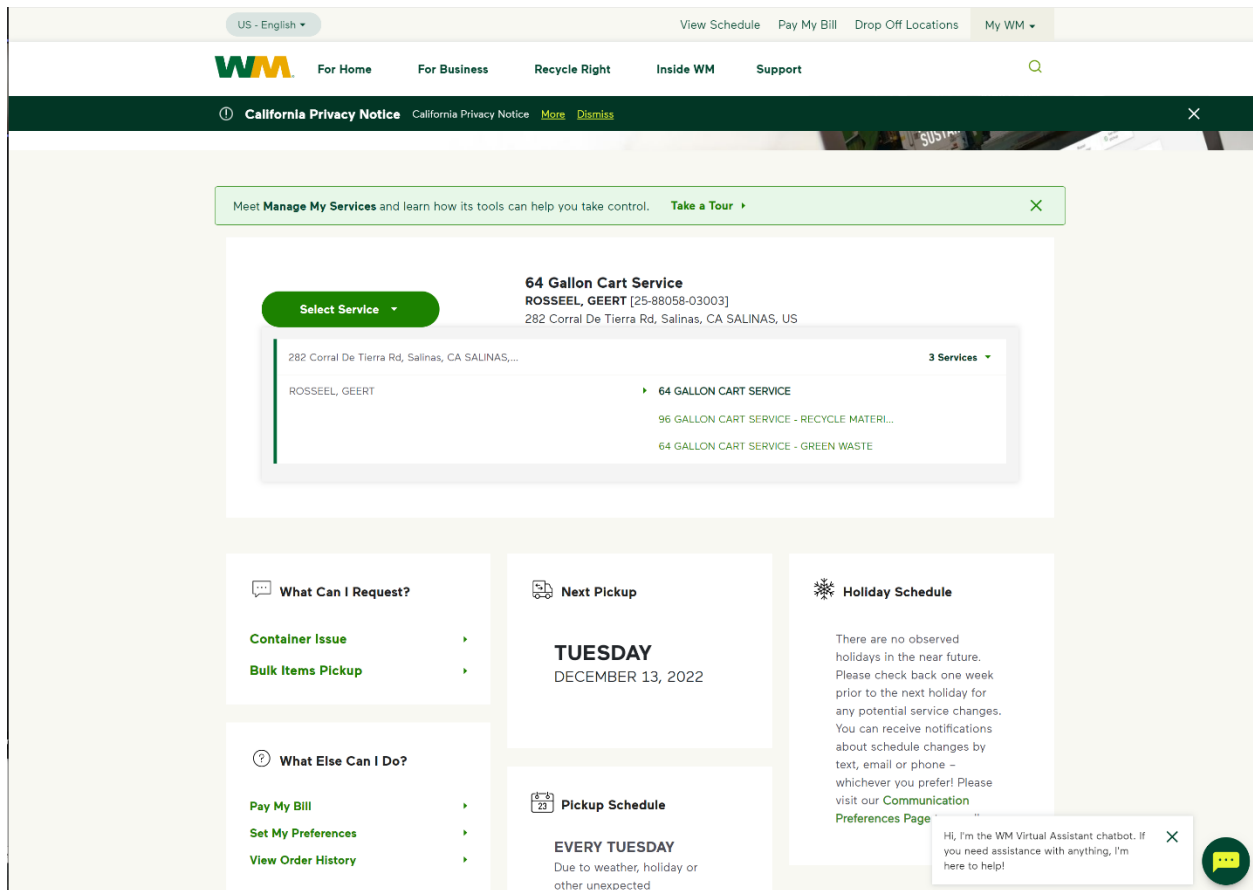 US - English
View Schedule Pay My Bill Drop Off Locations My WM
WM
For Home For Business Recycle Right Inside WM Support
California Privacy Notice California Privacy Notice More Dismiss
Meet Manage My Services and learn how its tools can help you take control. Take a Tour
Select Service
64 Gallon Cart Service
ROSSEEL, GEERT [25-88058-03003]
282 Corral De Tierra Rd, Salinas, CA SALINAS, US
282 Corral De Tierra Rd, Salinas, CA SALINAS,...
3 Services
ROSSEEL, GEERT
64 GALLON CART SERVICE
96 GALLON CART SERVICE - RECYCLE MATERI...
64 GALLON CART SERVICE - GREEN WASTE
What Can I Request?
Container Issue
Bulk Items Pickup
What Else Can I Do?
Pay My Bill
Set My Preferences
View Order History
Next Pickup
TUESDAY
DECEMBER 13, 2022
23 Pickup Schedule
EVERY TUESDAY
Due to weather, holiday or
other unexpected
Holiday Schedule
There are no observed
holidays in the near future.
Please check back one week
prior to the next holiday for
any potential service changes.
You can receive notifications
about schedule changes by
text, email or phone –
whichever you prefer! Please
visit our Communication
Preferences Page
Hi, I'm the WM Virtual Assistant chatbot. If
you need assistance with anything, I'm
here to help!